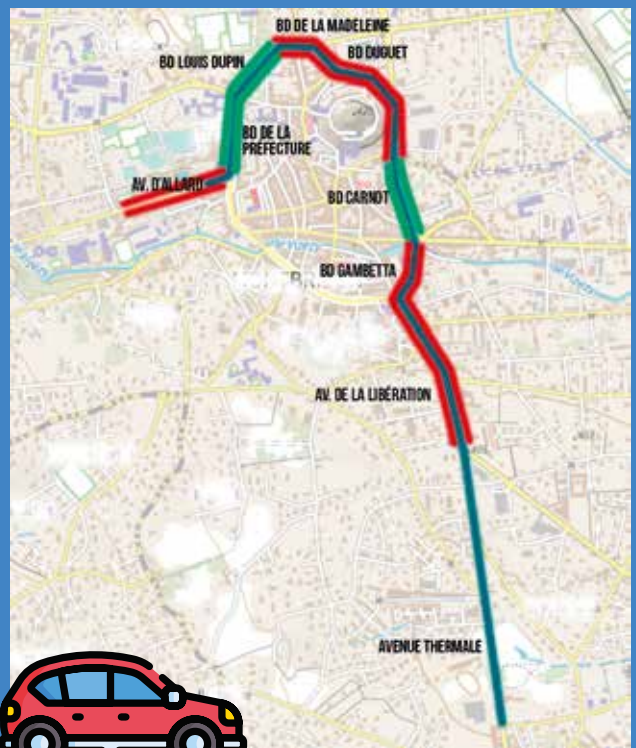 BD DE LA MADELEINE
BD DUGUET
BD LOUIS DUPIN
BD DE LA
PRÉFECTURE
AV. D'ALLARD
BD CARNOT
BD GAMBETTA
AV. DE LA LIBÉRATION
AVENUE THERMALE